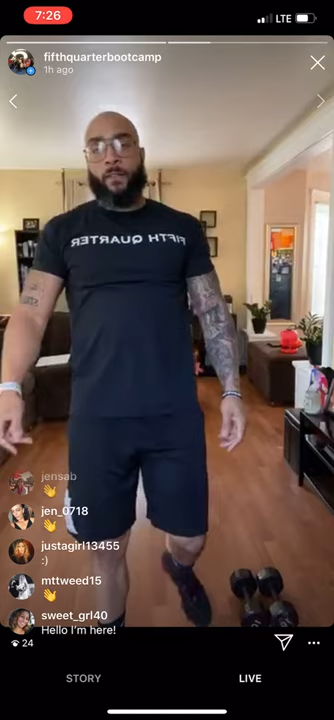 7:26
LTE
fifthquarterbootcamp
1h ago
FIFTH QUARTER
jensab
👋
jen_0718
👋
justagirl13455
:)
mttweed15
👋
sweet_grl40
Hello I'm here!
24
STORY
LIVE